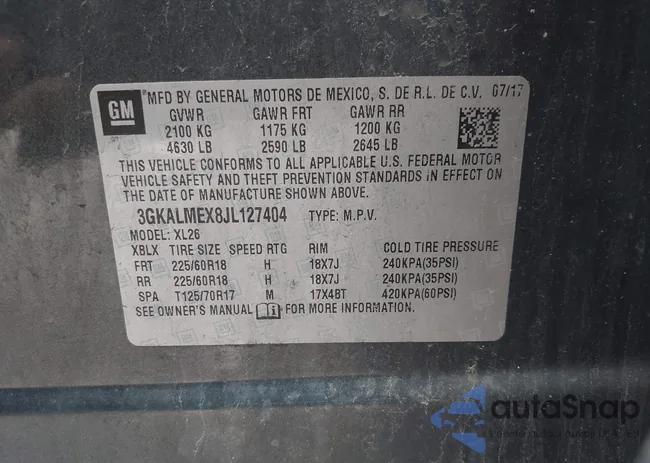 GM
MFD BY GENERAL MOTORS DE MEXICO, S. DE R.L. DE C.V. 07/17
GVWR GAWR FRT GAWR RR
2100 KG 1175 KG 1200 KG
4630 LB 2590 LB 2645 LB
THIS VEHICLE CONFORMS TO ALL APPLICABLE U.S. FEDERAL MOTOR
VEHICLE SAFETY AND THEFT PREVENTION STANDARDS IN EFFECT
ON THE DATE OF MANUFACTURE SHOWN ABOVE.
3GKALMEX8JL127404 TYPE: M.P.V.
MODEL: XL26
XBLX TIRE SIZE SPEED RTG RIM COLD TIRE PRESSURE
FRT 225/60R18 H 18X7J 240KPA(35PSI)
RR 225/60R18 H 18X7J 240KPA(35PSI)
SPA T125/70R17 M 17X4BT 420KPA(60PSI)
SEE OWNER'S MANUAL FOR MORE INFORMATION.
autoSnap